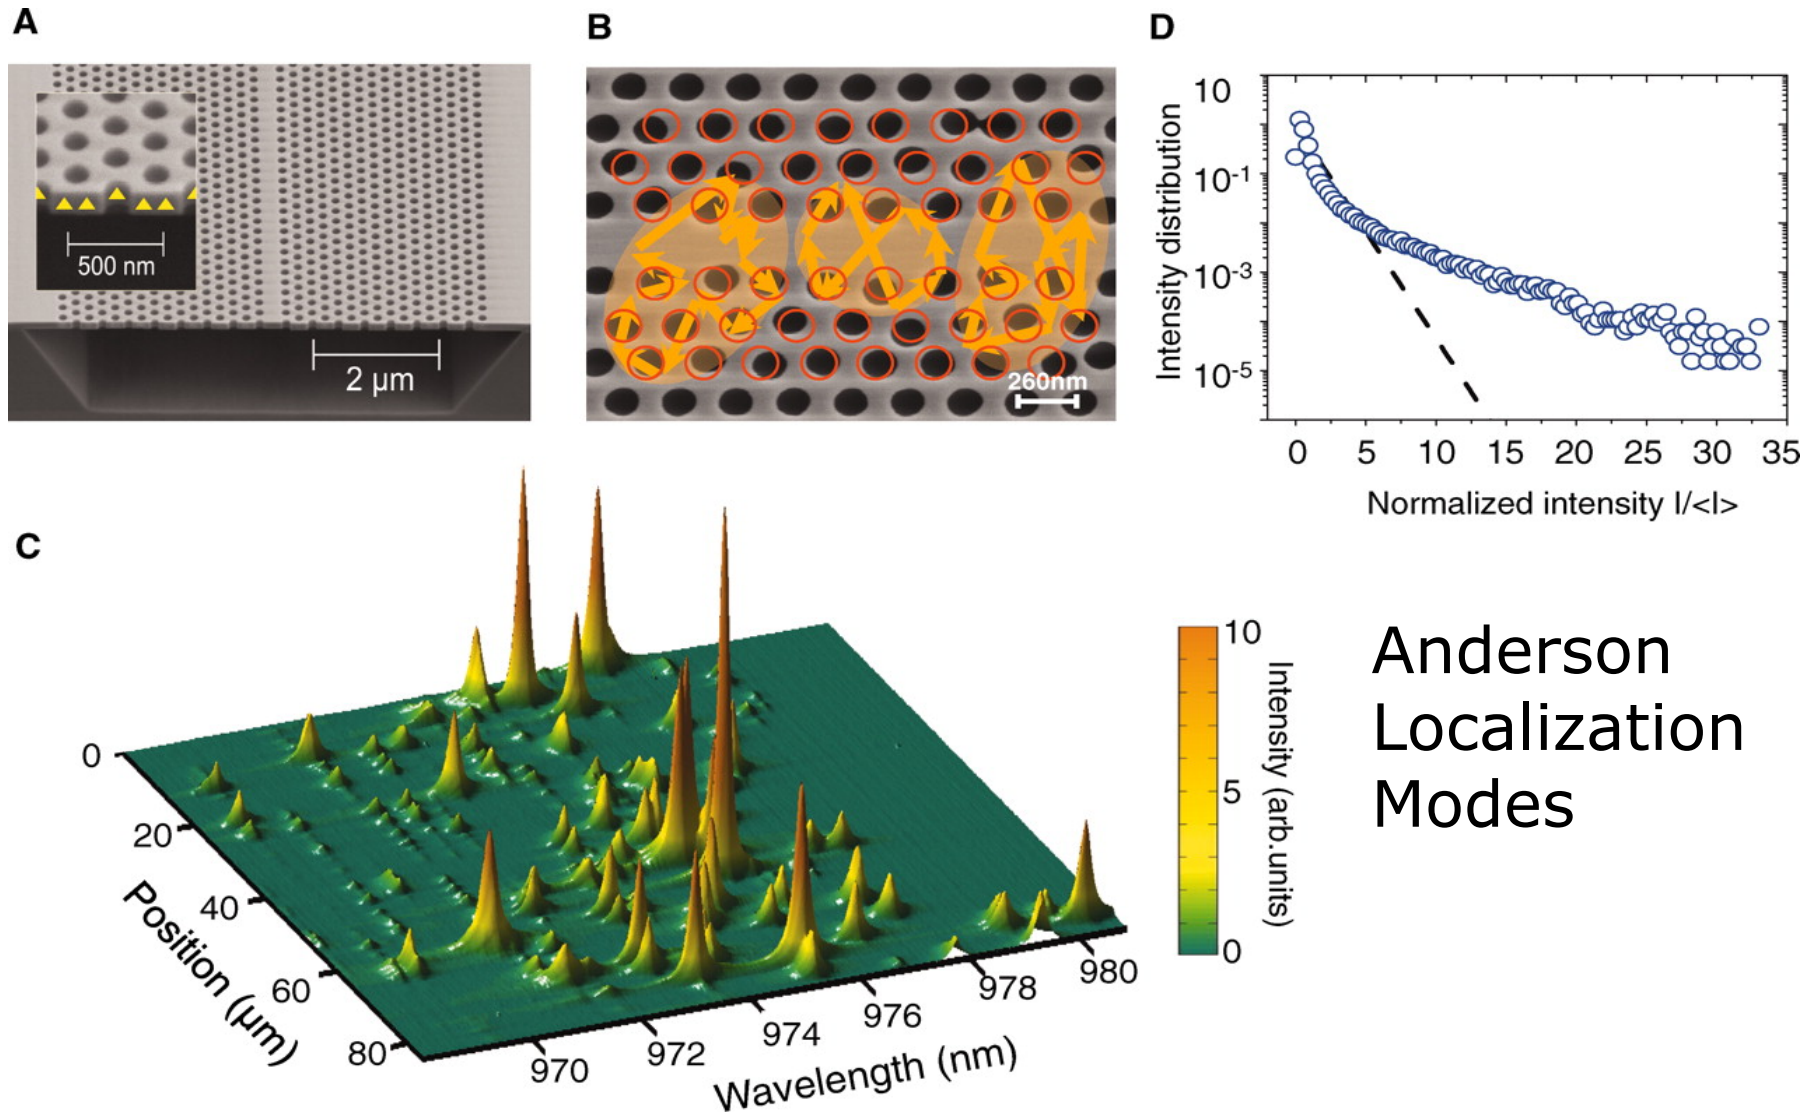 A
500 nm
2 μm
B
260nm
D
10
10-1
10-3
10-5
Intensity distribution
0 5 10 15 20 25 30 35
Normalized intensity I/<I>
C
0
20
40
60
80
Position (μm)
970
972
974
976
978
980
Wavelength (nm)
10
5
0
Intensity (arb.units)
Anderson
Localization
Modes